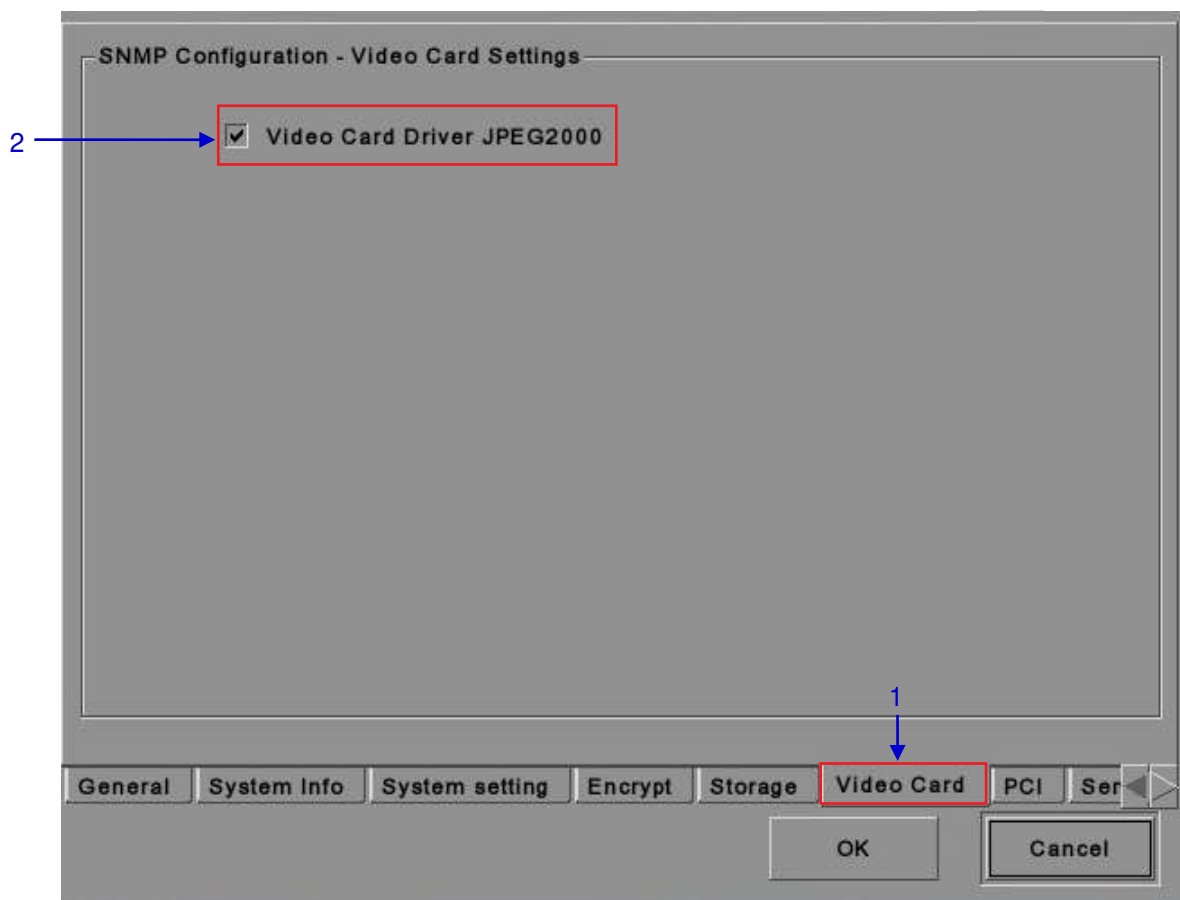 SNMP Configuration - Video Card Settings
2
Video Card Driver JPEG2000
1
General System Info System setting Encrypt Storage Video Card PCI Ser
OK Cancel